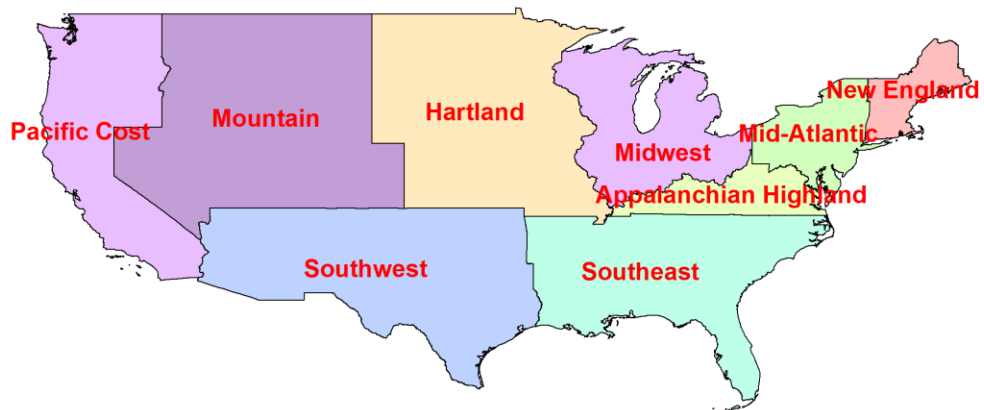 New England
Hartland
Mountain
Pacific Cost
Mid-Atlantic
Midwest
Appalanchian Highland
Southwest
Southeast